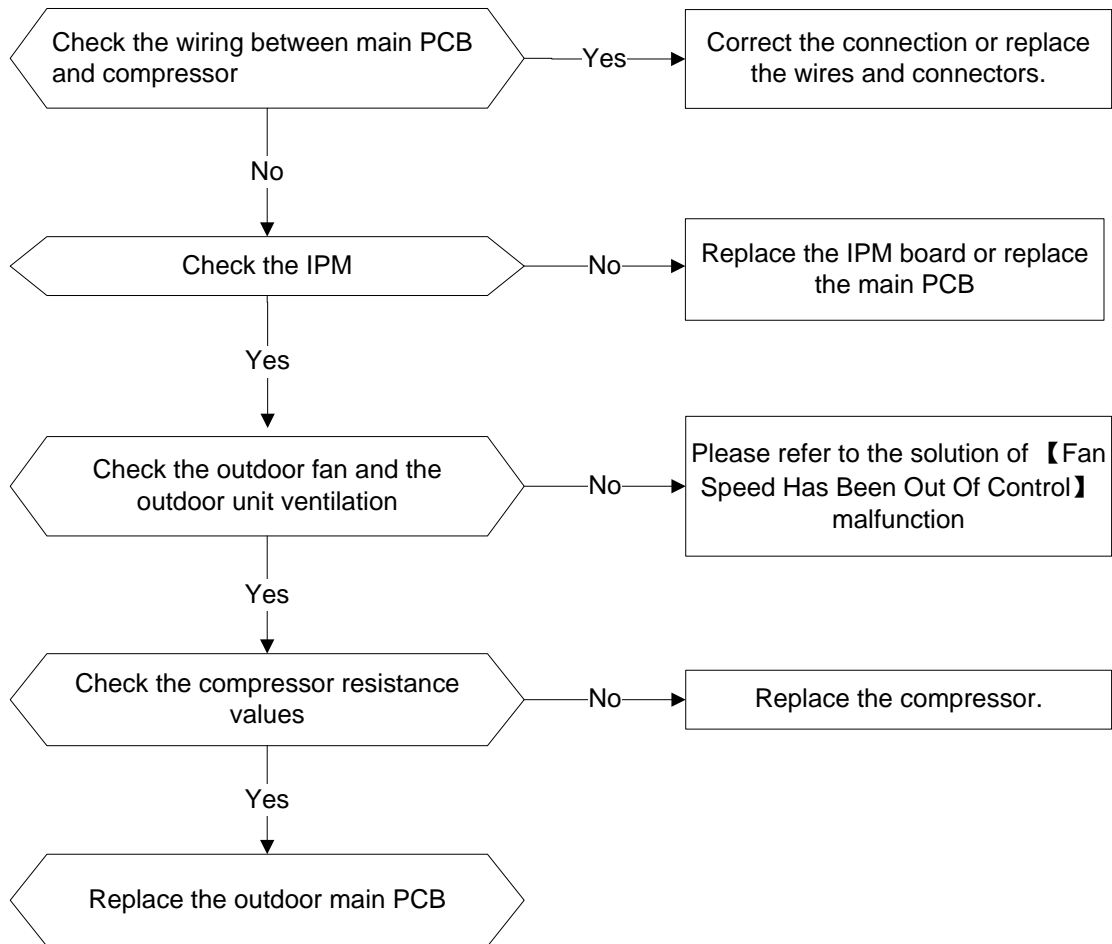 Check the wiring between main PCB
and compressor
Yes
Correct the connection or replace
the wires and connectors.
No
Check the IPM
No
Replace the IPM board or replace
the main PCB
Yes
Check the outdoor fan and the
outdoor unit ventilation
No
Please refer to the solution of 【Fan
Speed Has Been Out Of Control】
malfunction
Yes
Check the compressor resistance
values
No
Replace the compressor.
Yes
Replace the outdoor main PCB